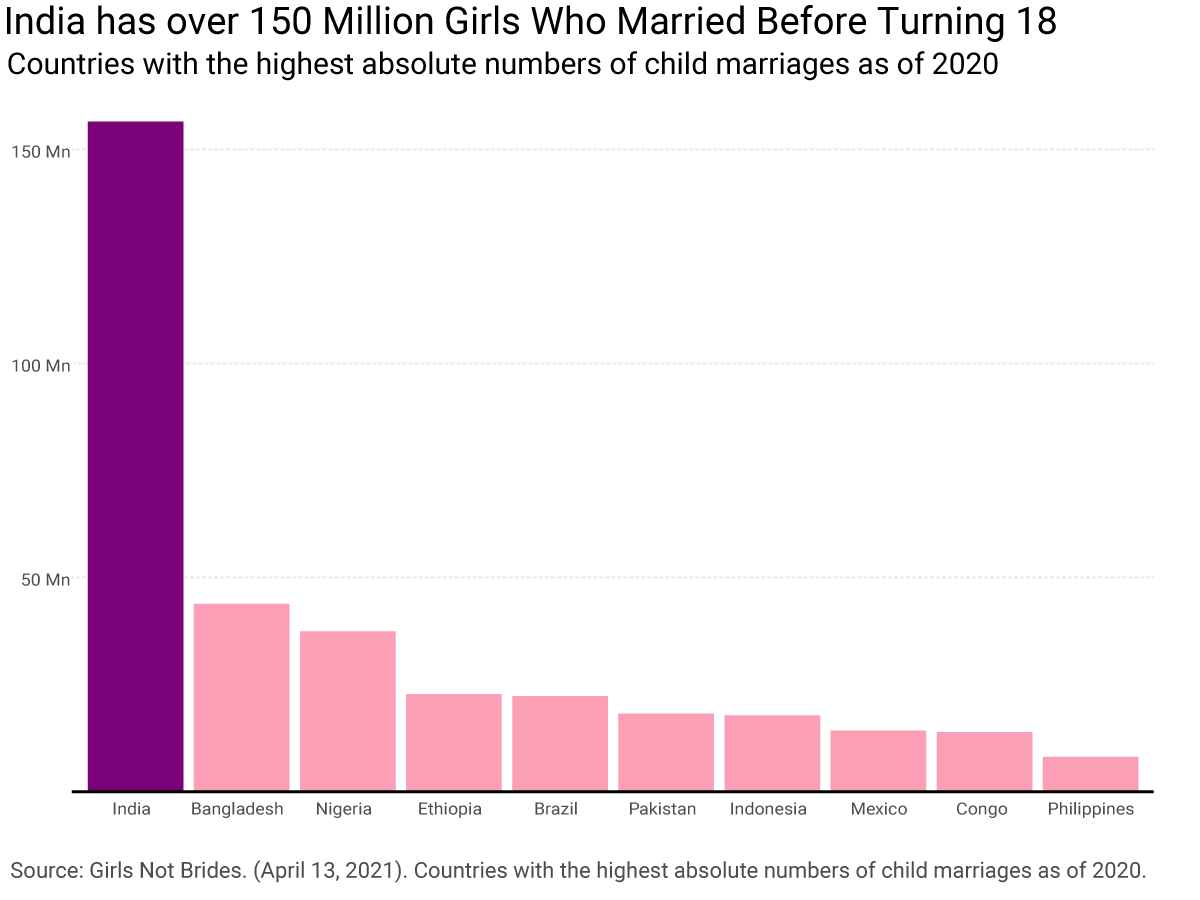 India has over 150 Million Girls Who Married Before Turning 18
Countries with the highest absolute numbers of child marriages as of 2020
150 Mn
100 Mn
50 Mn
India Bangladesh Nigeria Ethiopia Brazil Pakistan Indonesia Mexico Congo Philippines
Source: Girls Not Brides. (April 13, 2021). Countries with the highest absolute numbers of child marriages as of 2020.